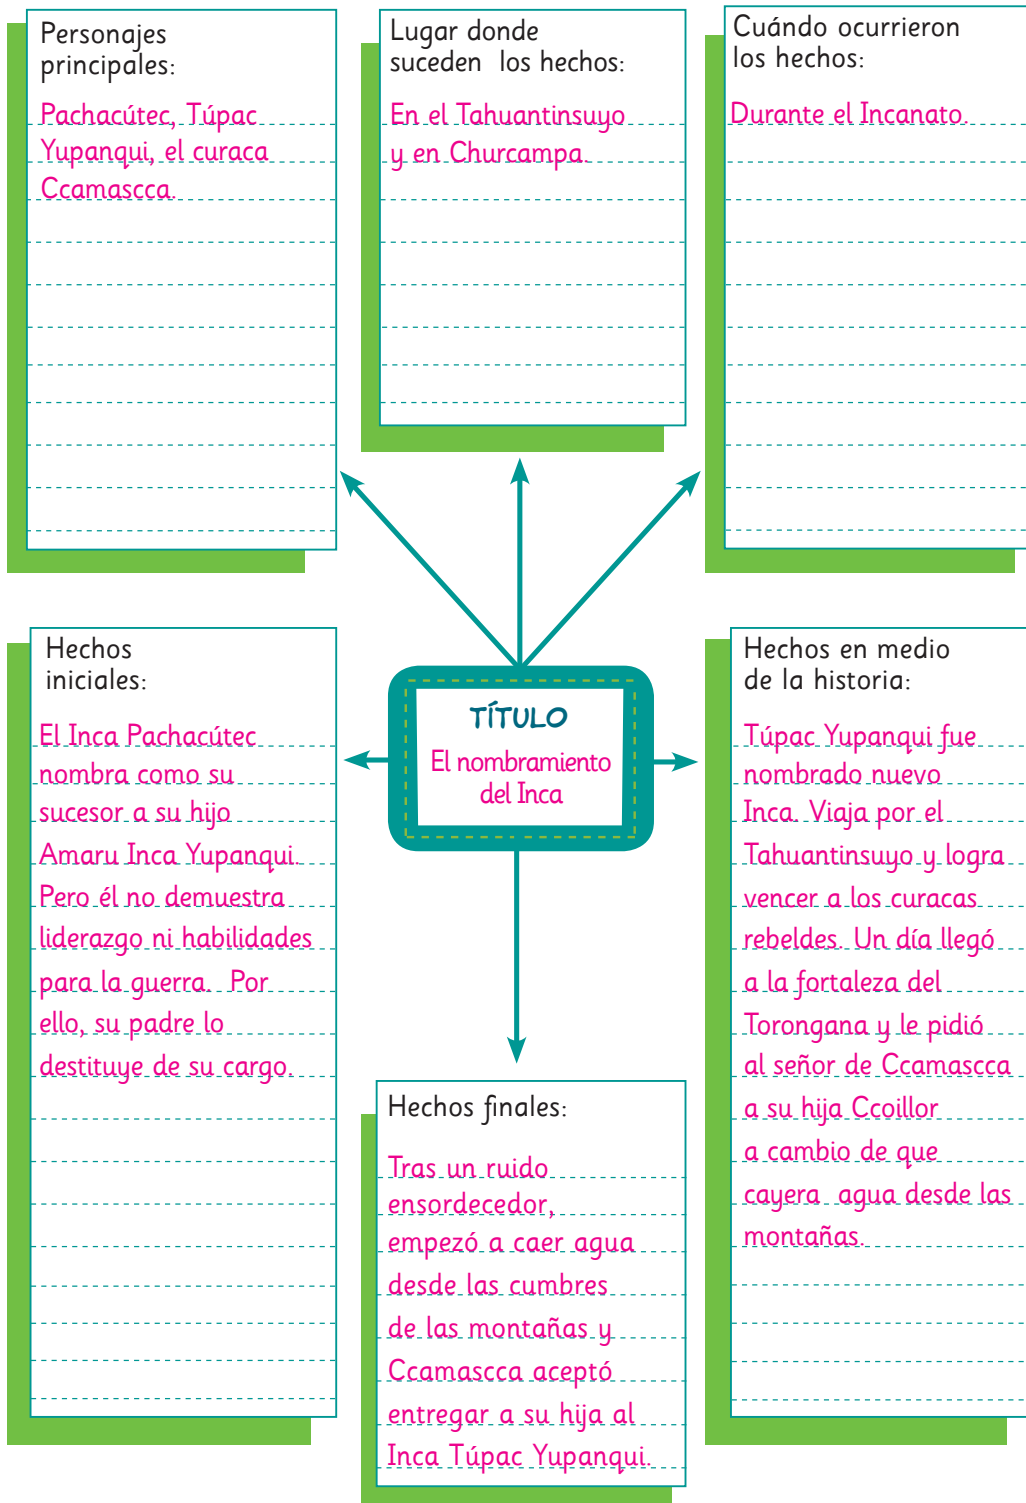 Personajes
principales:
Pachacútec, Túpac
Yupanqui, el curaca
Ccamascca.
Lugar donde
suceden los hechos:
En el Tahuantinsuyo
y en Churcampa.
Cuándo ocurrieron
los hechos:
Durante el Incanato.
Hechos
iniciales:
El Inca Pachacútec
nombra como su
sucesor a su hijo
Amaru Inca Yupanqui.
Pero él no demuestra
liderazgo ni habilidades
para la guerra. Por
ello, su padre lo
destituye de su cargo.
TÍTULO
El nombramiento
del Inca
Hechos en medio
de la historia:
Túpac Yupanqui fue
nombrado nuevo
Inca. Viaja por el
Tahuantinsuyo y logra
vencer a los curacas
rebeldes. Un día llegó
a la fortaleza del
Torongana y le pidió
al señor de Ccamascca
a su hija Ccoillor
a cambio de que
cayera agua desde las
montañas.
Hechos finales:
Tras un ruido
ensordecedor,
empezó a caer agua
desde las cumbres
de las montañas y
Ccamascca aceptó
entregar a su hija al
Inca Túpac Yupanqui.